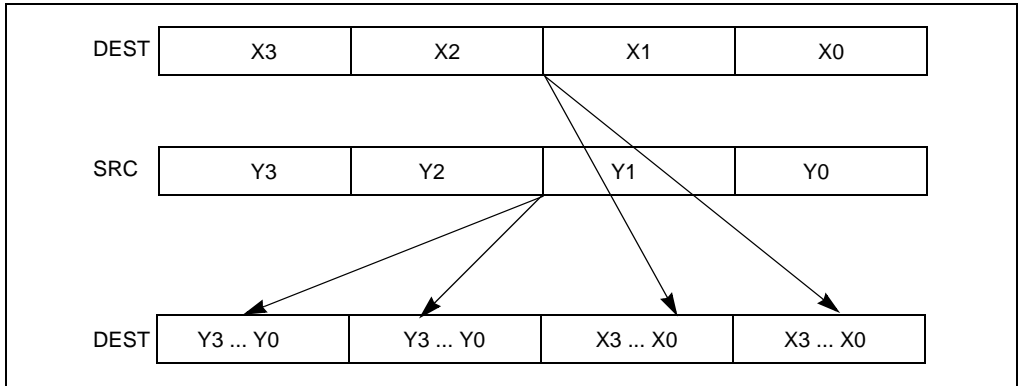 DEST X3 X2 X1 X0
SRC Y3 Y2 Y1 Y0
DEST Y3 ... Y0 Y3 ... Y0 X3 ... X0 X3 ... X0